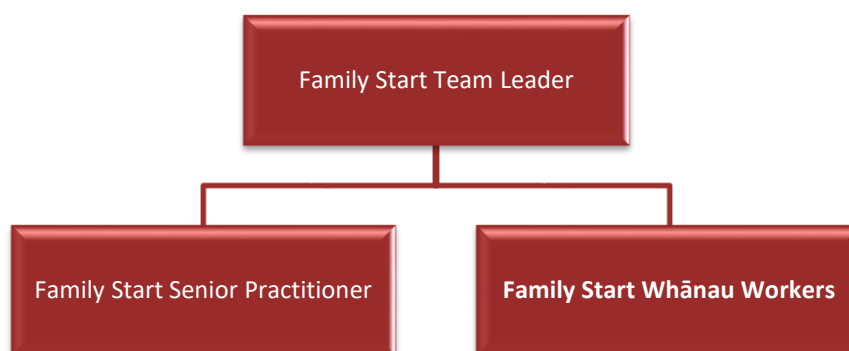 Family Start Team Leader
Family Start Senior Practitioner
Family Start Whānau Workers